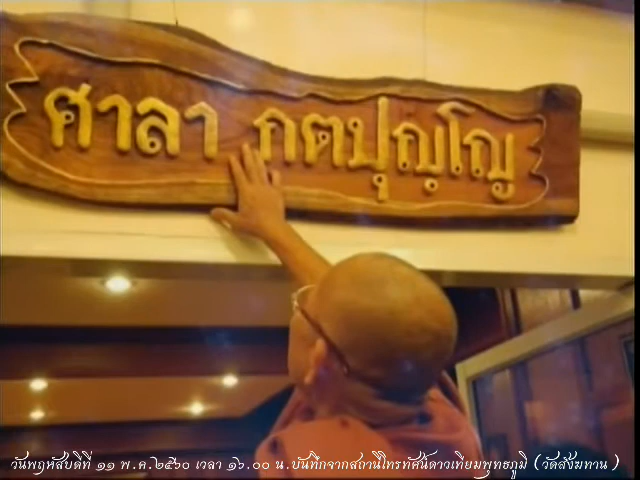 ศาลา กตปุญฺโญ
วันพฤหัสบดีที่ ๑๑ พ.ค.๒๕๖๐ เวลา ๑๖.๐๐ น.บันทึกจากสถานีโทรทัศน์ดาวเทียมพุทธภูมิ (วัดสังฆทาน)